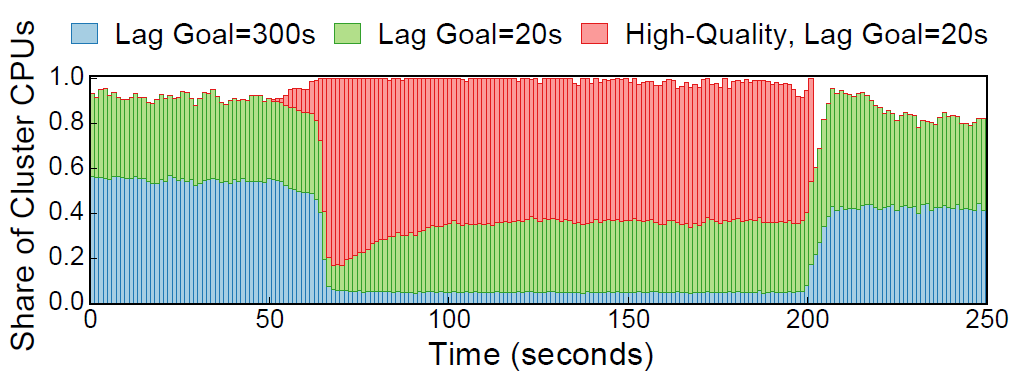 Lag Goal=300s Lag Goal=20s High-Quality, Lag Goal=20s
Share of Cluster CPUs
1.0
0.8
0.6
0.4
0.2
0.0
0 50 100 150 200 250
Time (seconds)